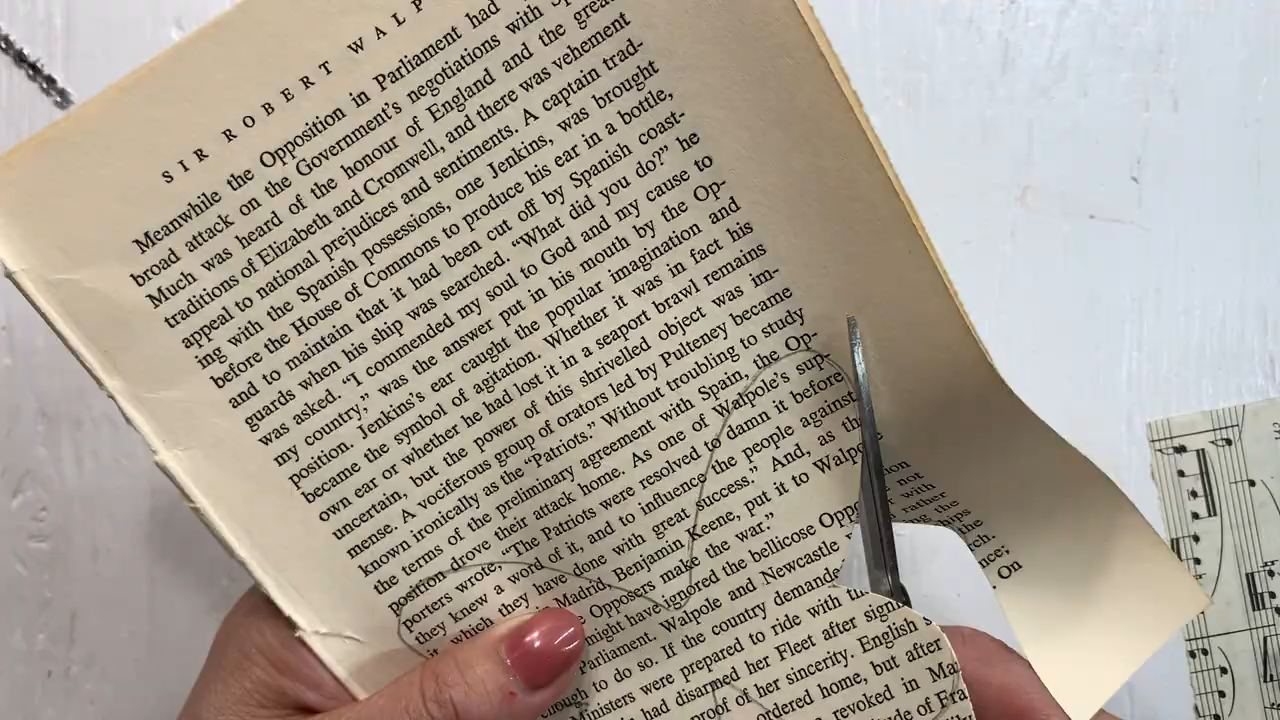 SIR ROBERT WALP
Meanwhile the Opposition in Parliament had
broad attack on the Government's negotiations with Sp
Much was heard of the honour of England and the great
traditions of Elizabeth and Cromwell, and there was vehement
appeal to national prejudices and sentiments. A captain trad-
ing with the Spanish possessions, one Jenkins, was brought
before the House of Commons to produce his ear in a bottle,
and to maintain that it had been cut off by Spanish coast-
guards when his ship was searched. "What did you do?" he
was asked. "I commended my soul to God and my cause to
my country," was the answer put in his mouth by the Op-
position. Jenkins's ear caught the popular imagination and
became the symbol of agitation. Whether it was in fact his
own ear or whether he had lost it in a seaport brawl remains
uncertain, but the power of this shrivelled object was im-
mense. A vociferous group of orators led by Pulteney became
known ironically as the "Patriots." Without troubling to study
the terms of the preliminary agreement with Spain, the Op-
position drove their attack home. As one of Walpole's sup-
porters wrote, "The Patriots were resolved to damn it before
they knew a word of it, and to influence the people against
it, which they have done with great success." And, as the
Madrid, Benjamin Keene, put it to Walpole
Opposers make the war."
might have ignored the bellicose Oppo
Parliament. Walpole and Newcastle
enough to do so. If the country demande
Ministers were prepared to ride with
had disarmed her Fleet after signi
proof of her sincerity. English
ordered home, but after
revoked in Mar
itude of Fra
not
with
rather
the
On